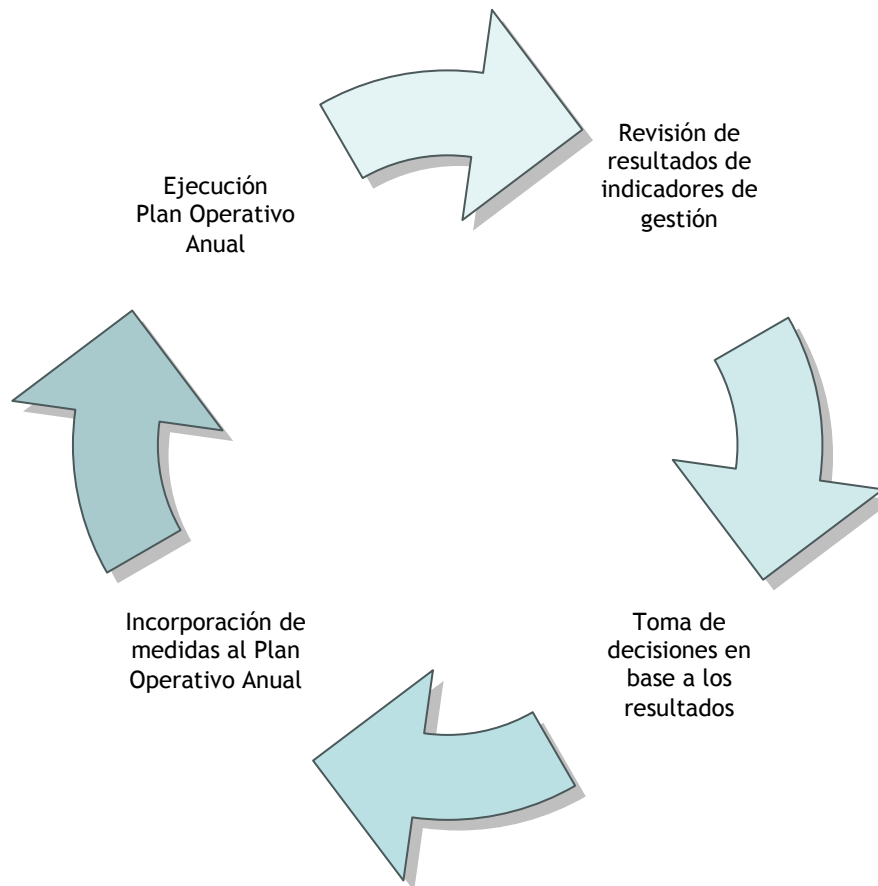 Ejecución
Plan Operativo
Anual
Revisión de
resultados de
indicadores de
gestión
Toma de
decisiones en
base a los
resultados
Incorporación de
medidas al Plan
Operativo Anual